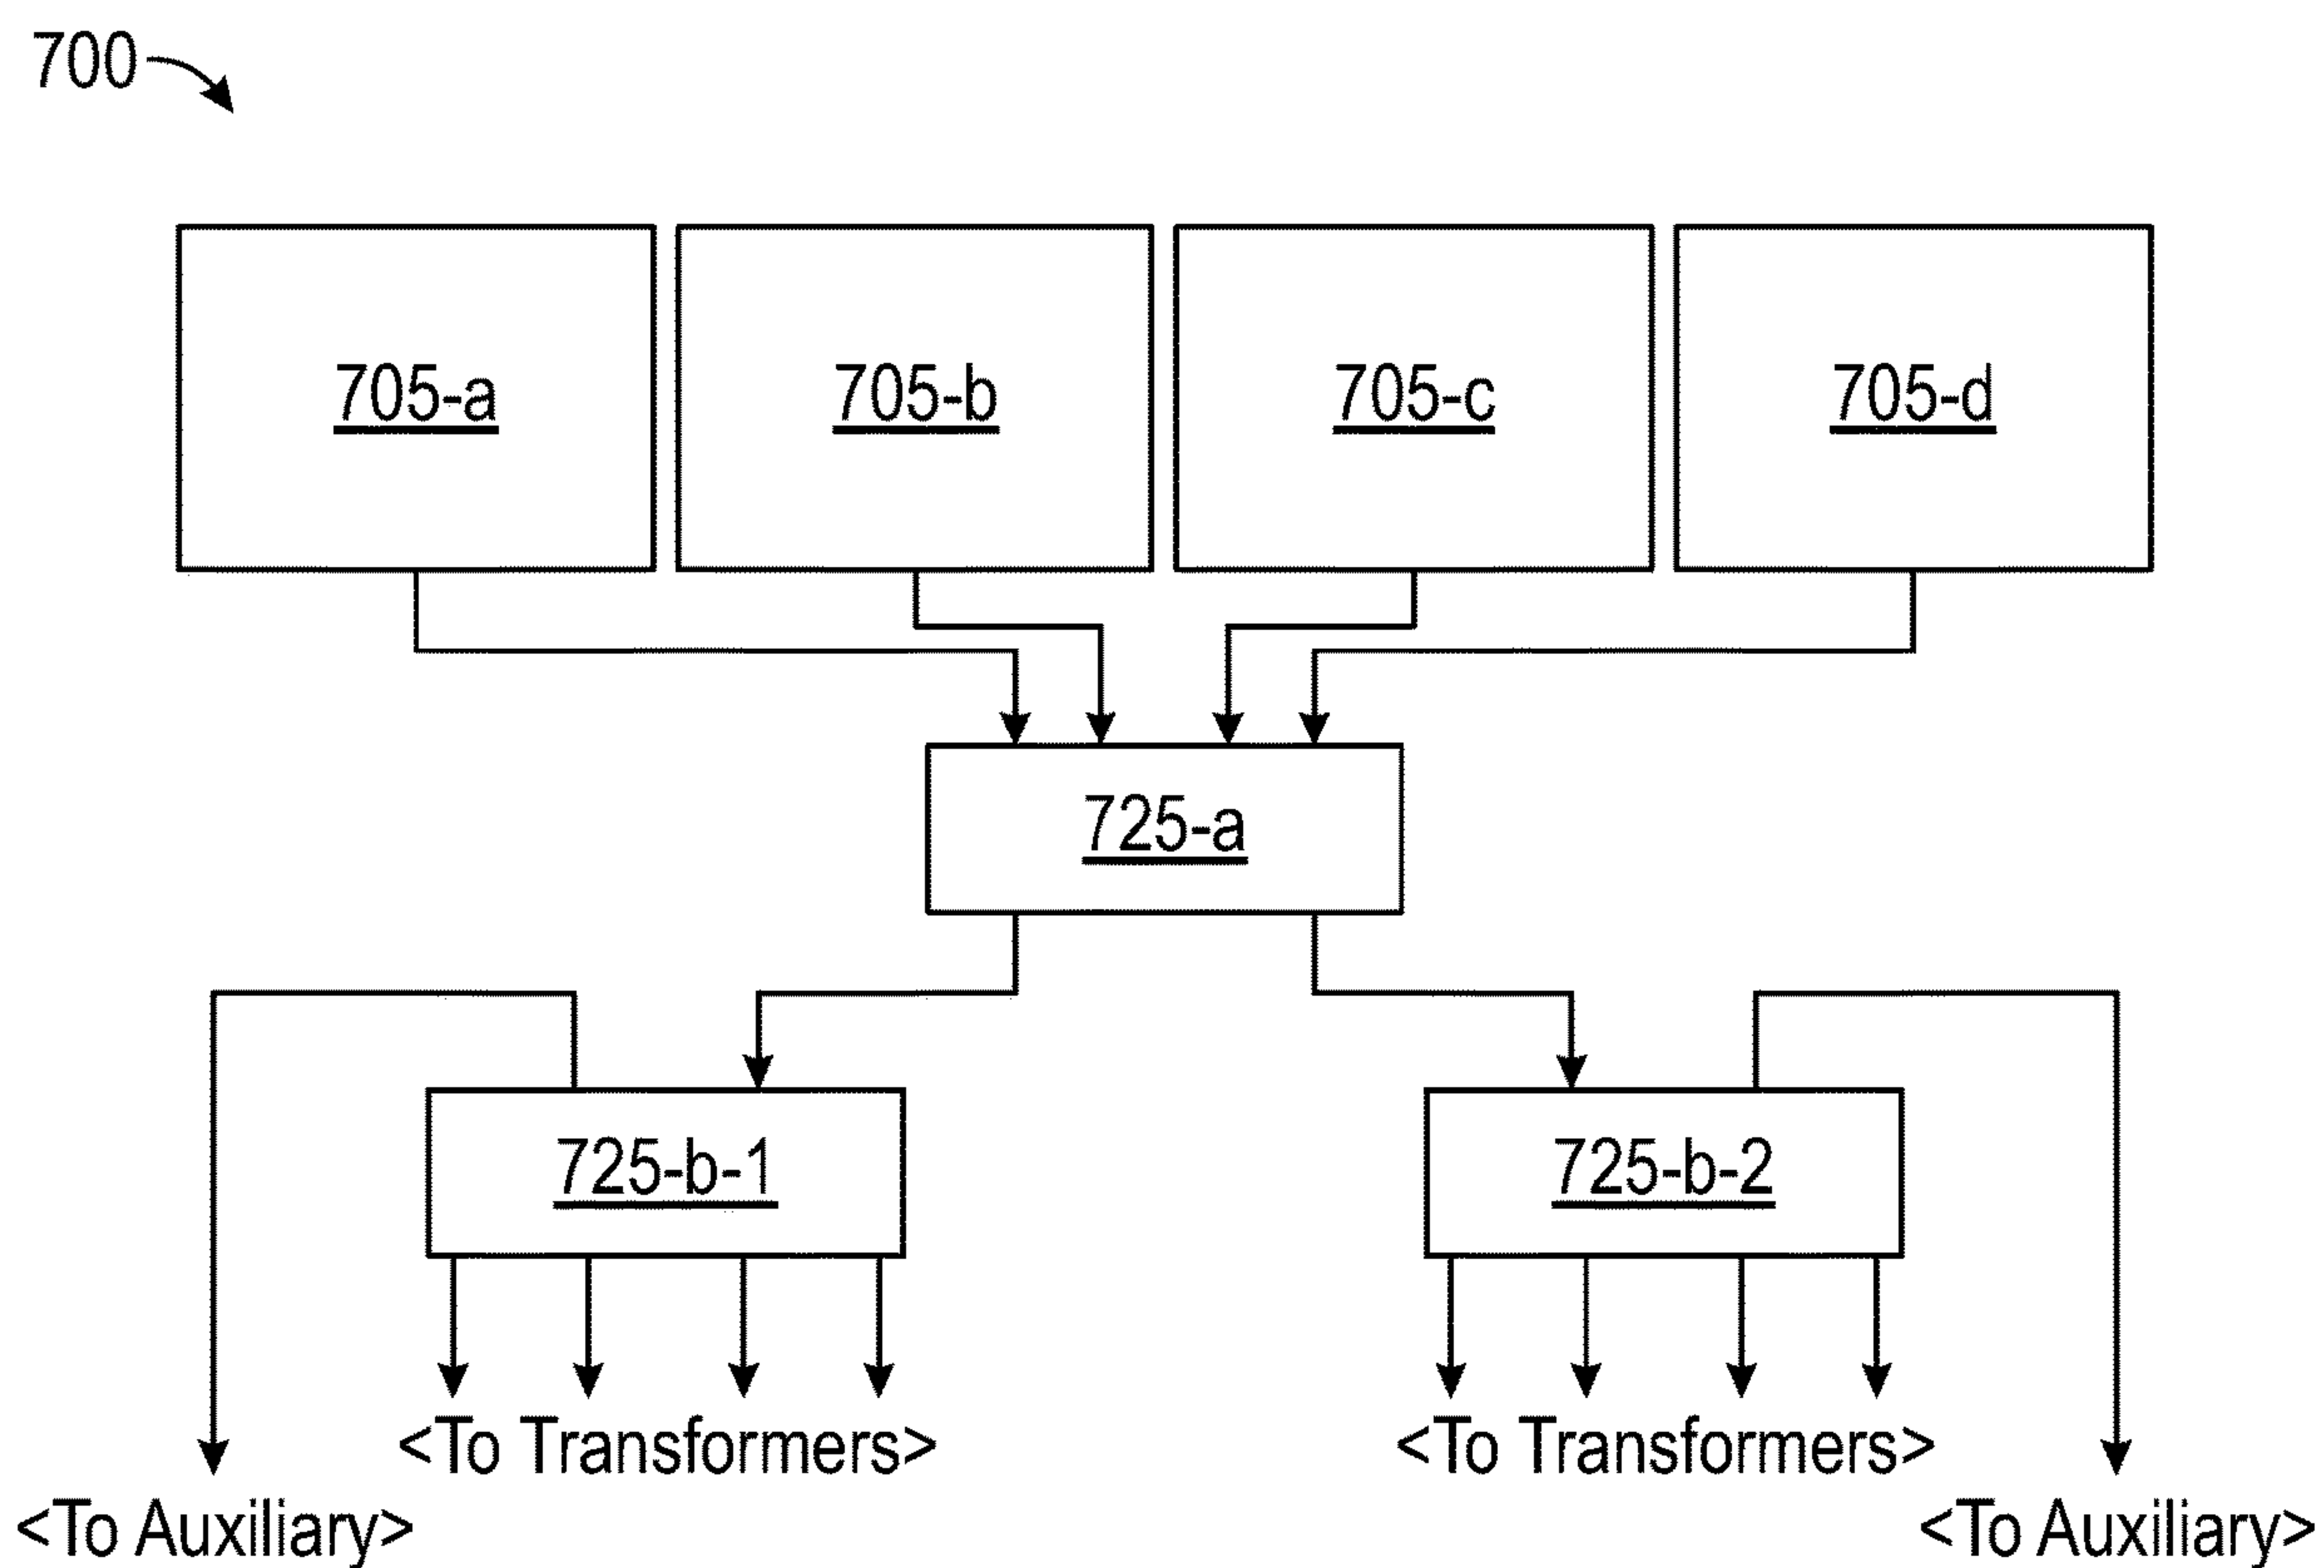 700
705-a
705-b
705-c
705-d
725-a
725-b-1
725-b-2
<To Transformers>
<To Transformers>
<To Auxiliary>
<To Auxiliary>